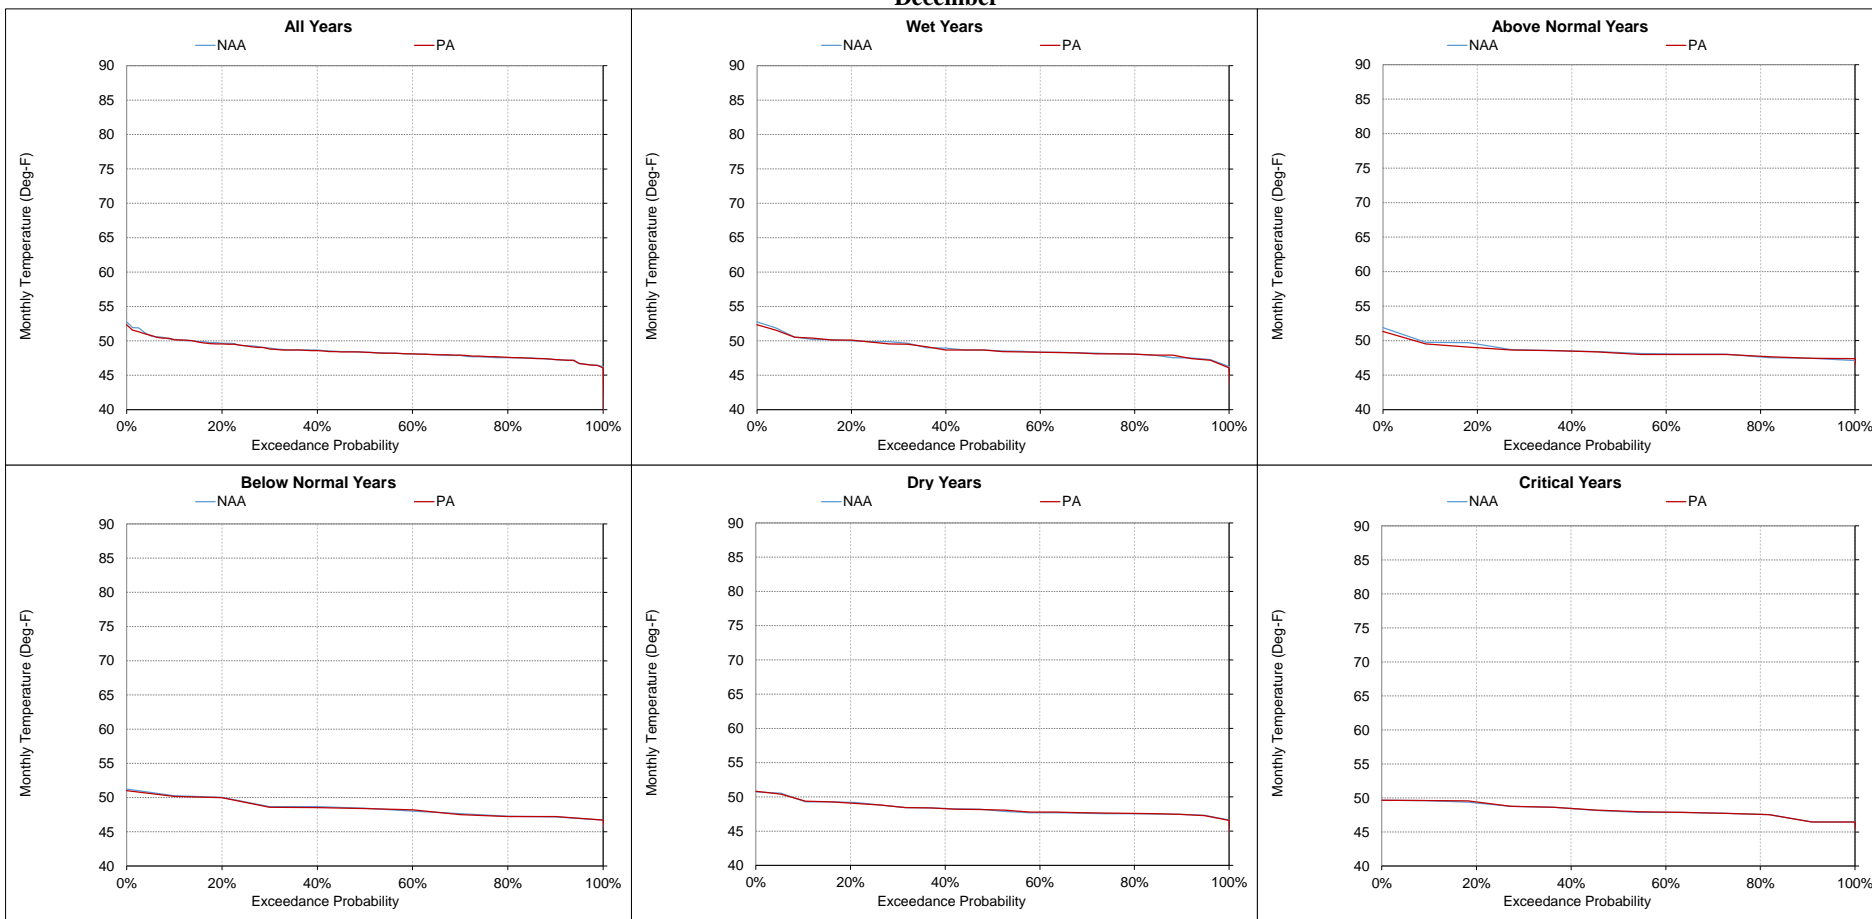 December
All Years
NAA PA
Monthly Temperature (Deg-F)
90
85
80
75
70
65
60
55
50
45
40
0% 20% 40% 60% 80% 100%
Exceedance Probability
Wet Years
NAA PA
Monthly Temperature (Deg-F)
90
85
80
75
70
65
60
55
50
45
40
0% 20% 40% 60% 80% 100%
Exceedance Probability
Above Normal Years
NAA PA
Monthly Temperature (Deg-F)
90
85
80
75
70
65
60
55
50
45
40
0% 20% 40% 60% 80% 100%
Exceedance Probability
Below Normal Years
NAA PA
Monthly Temperature (Deg-F)
90
85
80
75
70
65
60
55
50
45
40
0% 20% 40% 60% 80% 100%
Exceedance Probability
Dry Years
NAA PA
Monthly Temperature (Deg-F)
90
85
80
75
70
65
60
55
50
45
40
0% 20% 40% 60% 80% 100%
Exceedance Probability
Critical Years
NAA PA
Monthly Temperature (Deg-F)
90
85
80
75
70
65
60
55
50
45
40
0% 20% 40% 60% 80% 100%
Exceedance Probability